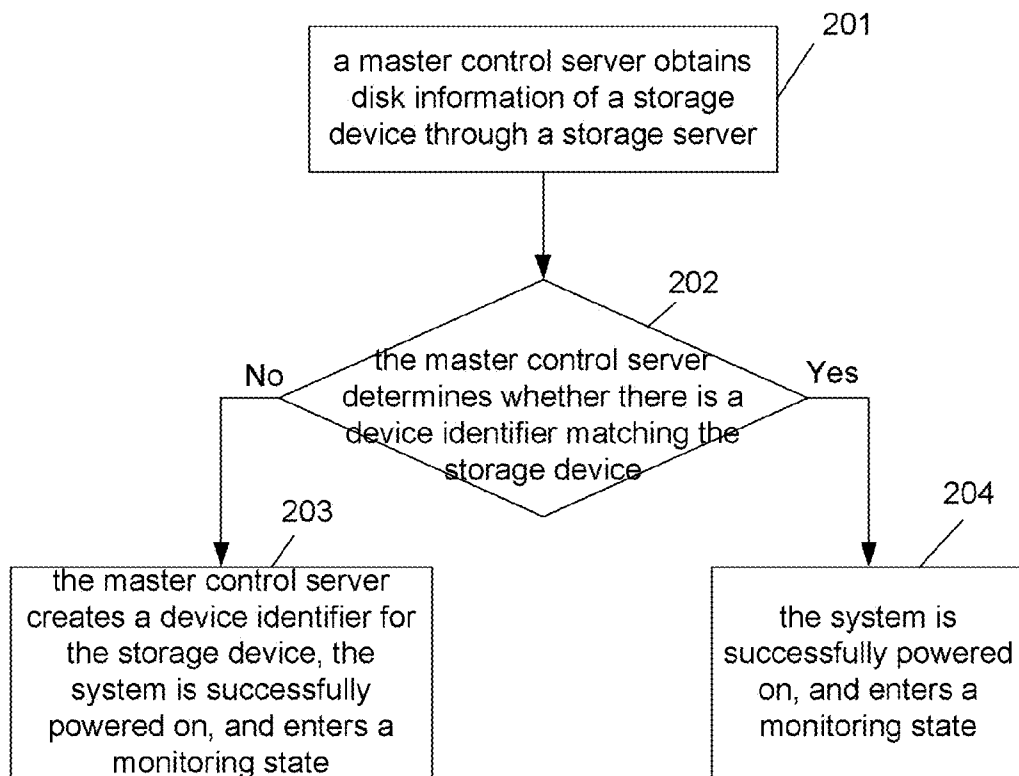 201
a master control server obtains
disk information of a storage
device through a storage server
202
the master control server
determines whether there is a
device identifier matching the
storage device
No
Yes
203
the master control server
creates a device identifier for
the storage device, the
system is successfully
powered on, and enters a
monitoring state
204
the system is
successfully powered
on, and enters a
monitoring state